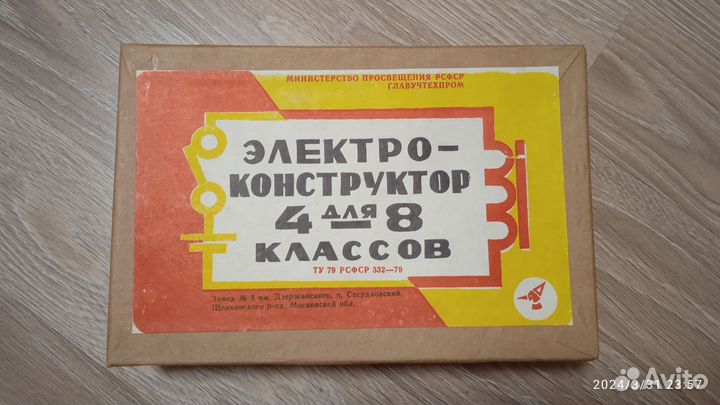 МИНИСТЕРСТВО ПРОСВЕЩЕНИЯ РСФСР
ГЛАВУЧТЕХПРОМ
ЭЛЕКТРО-
КОНСТРУКТОР
4 ДЛЯ 8
КЛАССОВ
ТУ 79 РСФСР 332—79
Завод № 5 им. Дзержинского, п. Свердловский,
Щелковского р-на, Московской обл.
Avito
2024/3/31 23:57